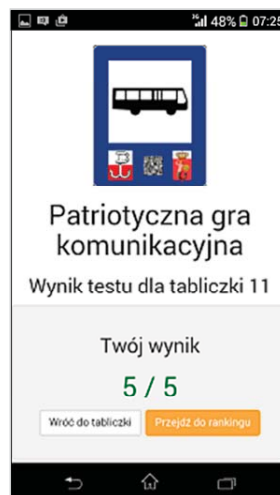 3G 48% 07:25
Patriotyczna gra
komunikacyjna
Wynik testu dla tabliczki 11
Twój wynik
5 / 5
Wróć do tabliczki Przejdź do rankingu